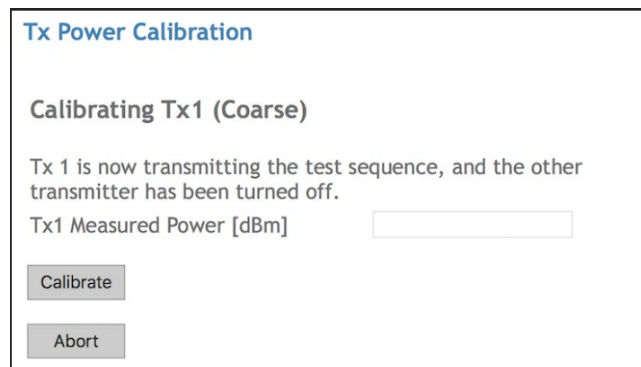 Tx Power Calibration
Calibrating Tx1 (Coarse)
Tx 1 is now transmitting the test sequence, and the other
transmitter has been turned off.
Tx1 Measured Power [dBm]
Calibrate
Abort